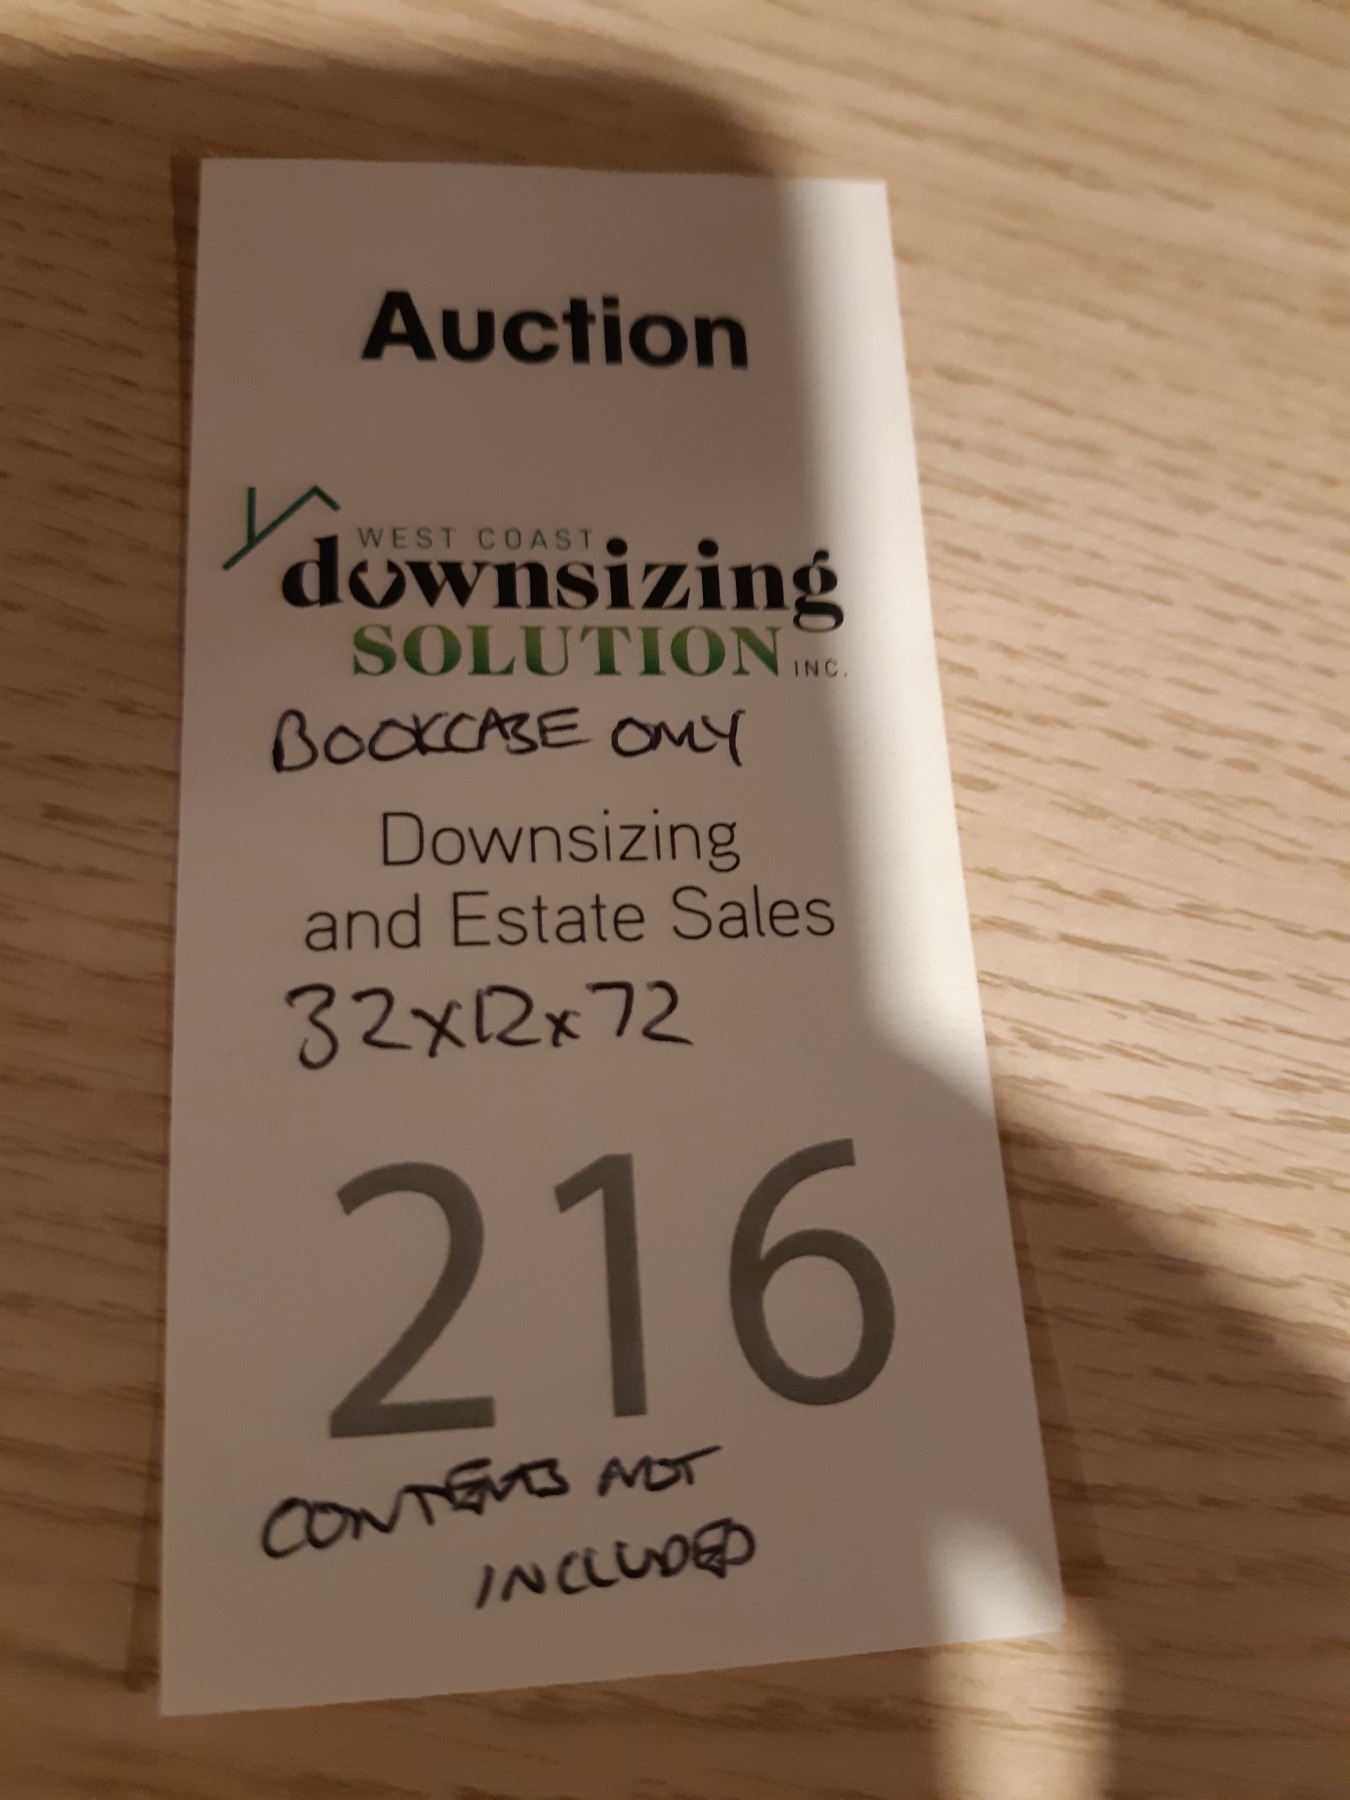 Auction
WEST COAST
downsizing
SOLUTION INC.
BOOKCASE ONLY
Downsizing
and Estate Sales
32x12x72
216
CONTENTS NOT
INCLUDED